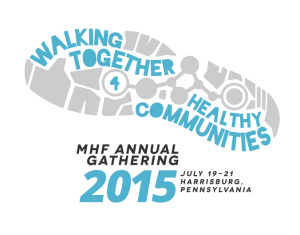 WALKING
TOGETHER
4
HEALTHY
COMMUNITIES
MHF ANNUAL
GATHERING
2015
JULY 19-21
HARRISBURG,
PENNSYLVANIA